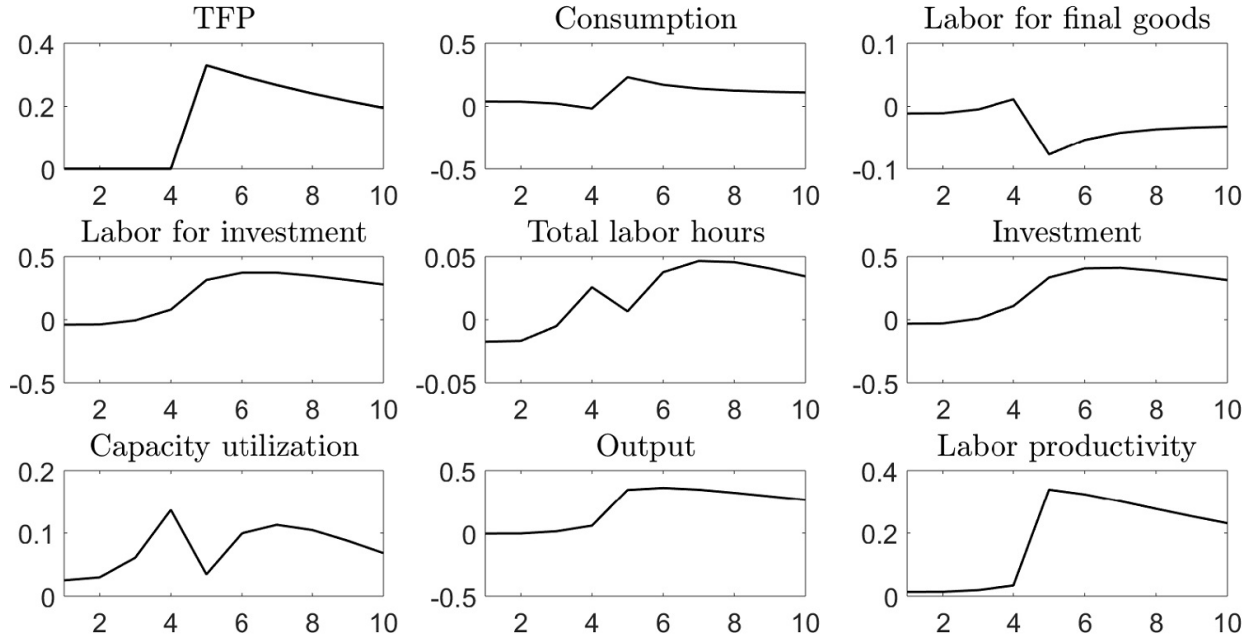 TFP
Consumption
Labor for final goods
0.4
0.2
0
2 4 6 8 10
0.5
0
-0.5
2 4 6 8 10
0.1
0
-0.1
2 4 6 8 10
Labor for investment
Total labor hours
Investment
0.5
0
-0.5
2 4 6 8 10
0.05
0
-0.05
2 4 6 8 10
0.5
0
-0.5
2 4 6 8 10
Capacity utilization
Output
Labor productivity
0.2
0.1
0
2 4 6 8 10
0.5
0
-0.5
2 4 6 8 10
0.4
0.2
0
2 4 6 8 10